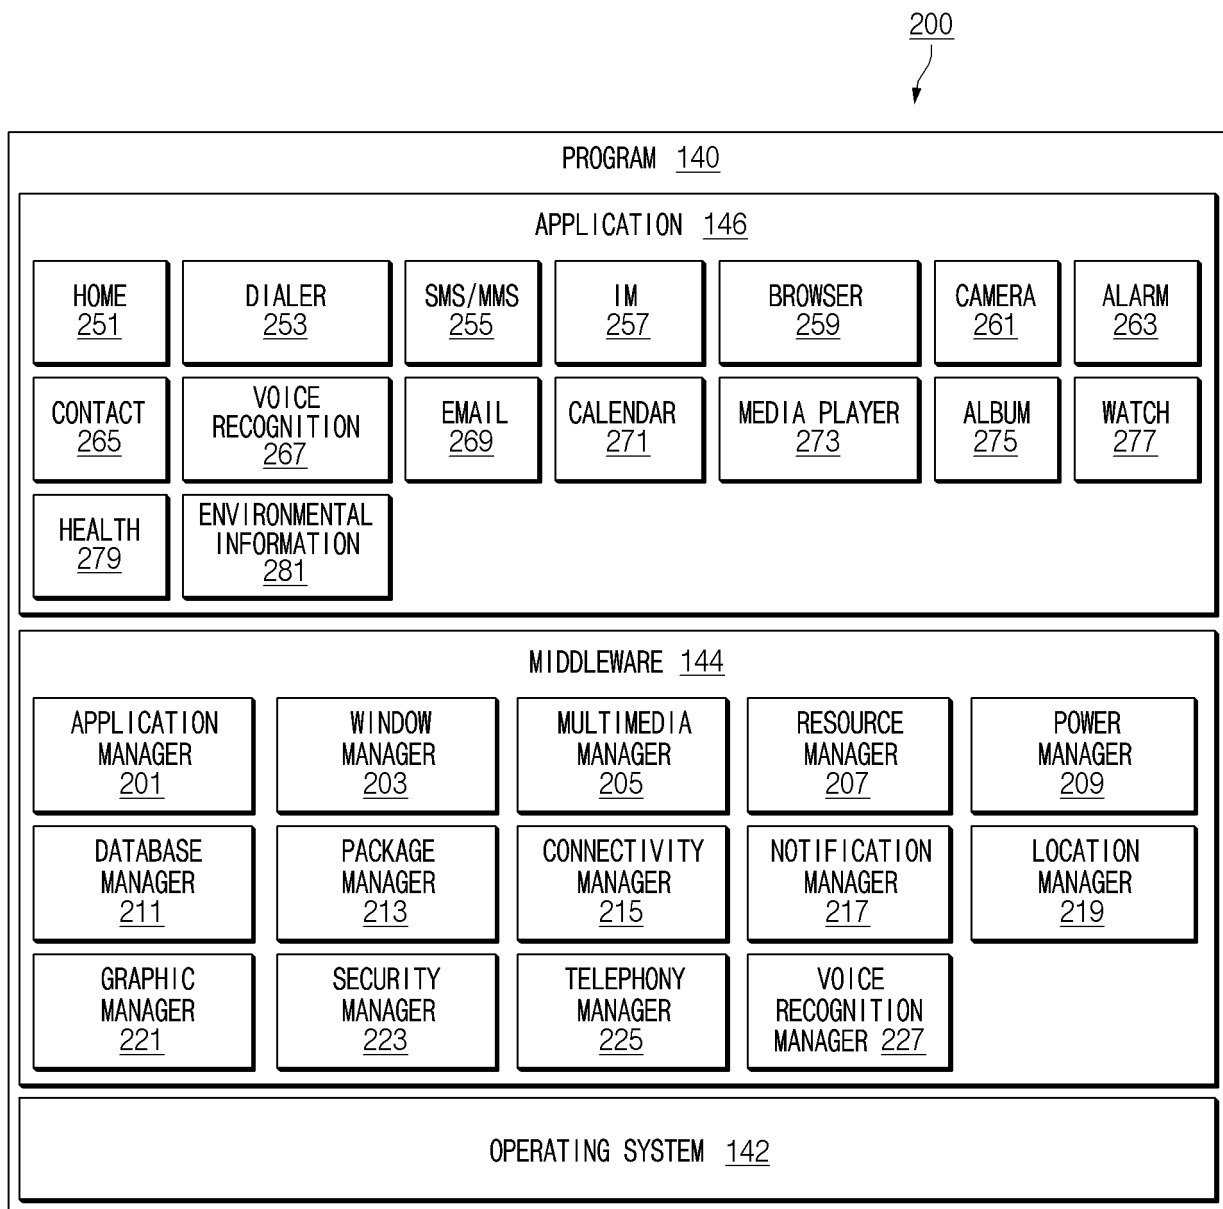 200
PROGRAM 140
APPLICATION 146
HOME
251
DIALER
253
SMS/MMS
255
IM
257
BROWSER
259
CAMERA
261
ALARM
263
CONTACT
265
VOICE
RECOGNITION
267
EMAIL
269
CALENDAR
271
MEDIA PLAYER
273
ALBUM
275
WATCH
277
HEALTH
279
ENVIRONMENTAL
INFORMATION
281
MIDDLEWARE 144
APPLICATION
MANAGER
201
WINDOW
MANAGER
203
MULTIMEDIA
MANAGER
205
RESOURCE
MANAGER
207
POWER
MANAGER
209
DATABASE
MANAGER
211
PACKAGE
MANAGER
213
CONNECTIVITY
MANAGER
215
NOTIFICATION
MANAGER
217
LOCATION
MANAGER
219
GRAPHIC
MANAGER
221
SECURITY
MANAGER
223
TELEPHONY
MANAGER
225
VOICE
RECOGNITION
MANAGER 227
OPERATING SYSTEM 142